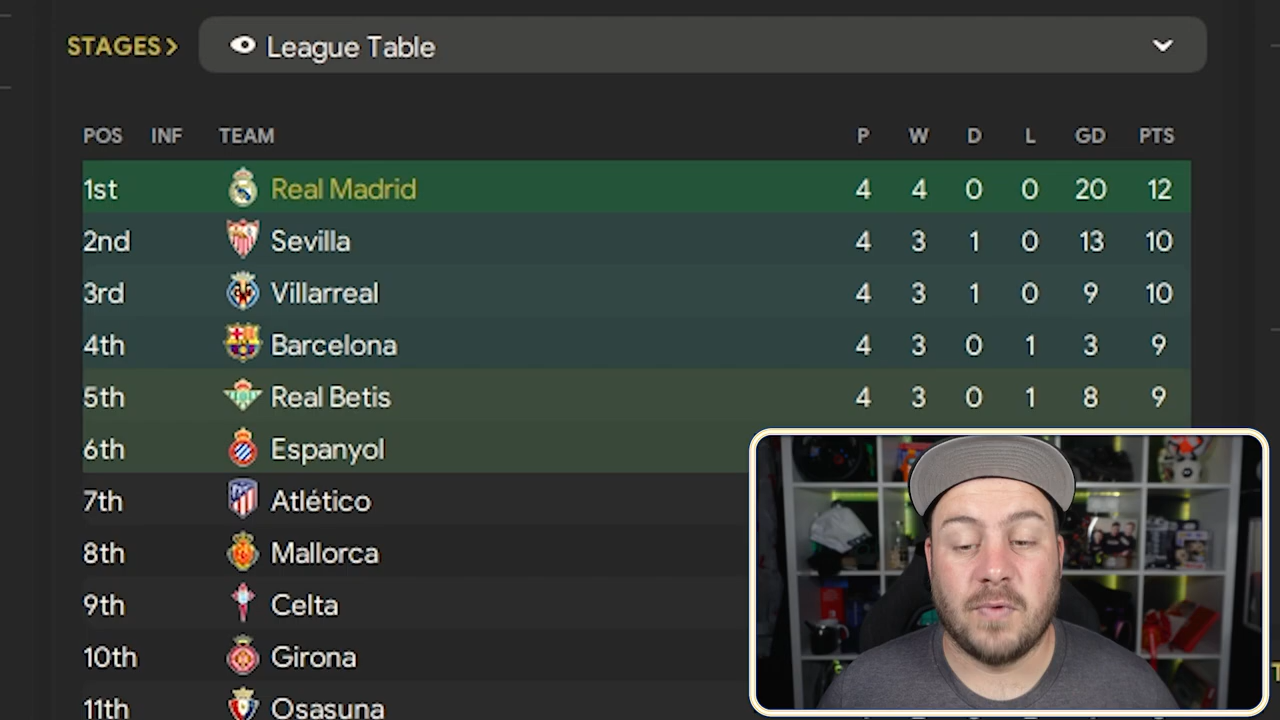 STAGES> League Table
POS INF TEAM P W D L GD PTS
1st Real Madrid 4 4 0 0 20 12
2nd Sevilla 4 3 1 0 13 10
3rd Villarreal 4 3 1 0 9 10
4th Barcelona 4 3 0 1 3 9
5th Real Betis 4 3 0 1 8 9
6th Espanyol
7th Atlético
8th Mallorca
9th Celta
10th Girona
11th Osasuna